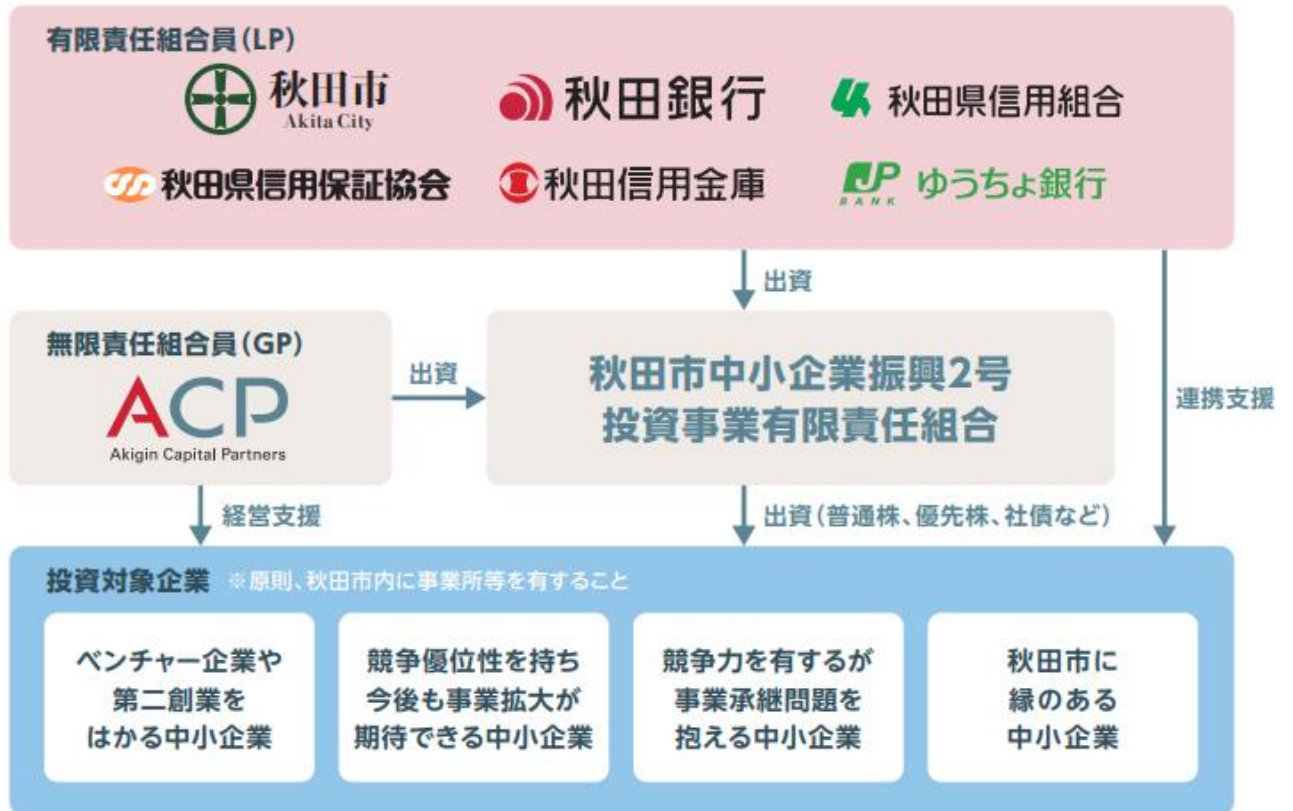 有限責任組合員(LP)
秋田市
Akita City
秋田銀行
秋田県信用組合
秋田県信用保証協会
秋田信用金庫
JP
BANK
ゆうちょ銀行
出資
無限責任組合員(GP)
ACP
Akigin Capital Partners
出資
秋田市中小企業振興2号
投資事業有限責任組合
連携支援
経営支援
出資(普通株、優先株、社債など)
投資対象企業 ※原則、秋田市内に事業所等を有すること
ベンチャー企業や
第二創業を
はかる中小企業
競争優位性を持ち
今後も事業拡大が
期待できる中小企業
競争力を有するが
事業承継問題を
抱える中小企業
秋田市に
縁のある
中小企業